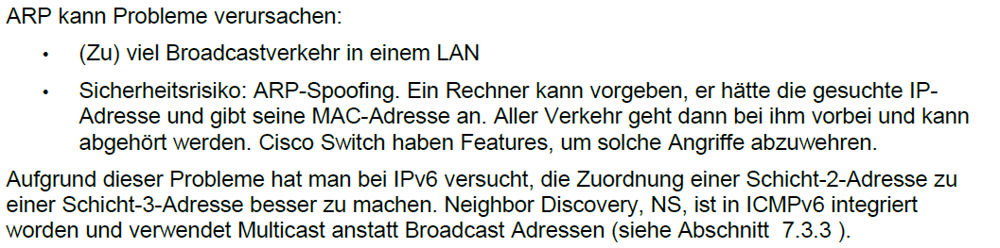 ARP kann Probleme verursachen:
• (Zu) viel Broadcastverkehr in einem LAN
• Sicherheitsrisiko: ARP-Spoofing. Ein Rechner kann vorgeben, er hätte die gesuchte IP-
Adresse und gibt seine MAC-Adresse an. Aller Verkehr geht dann bei ihm vorbei und kann
abgehört werden. Cisco Switch haben Features, um solche Angriffe abzuwehren.
Aufgrund dieser Probleme hat man bei IPv6 versucht, die Zuordnung einer Schicht-2-Adresse zu
einer Schicht-3-Adresse besser zu machen. Neighbor Discovery, NS, ist in ICMPv6 integriert
worden und verwendet Multicast anstatt Broadcast Adressen (siehe Abschnitt  7.3.3 ).